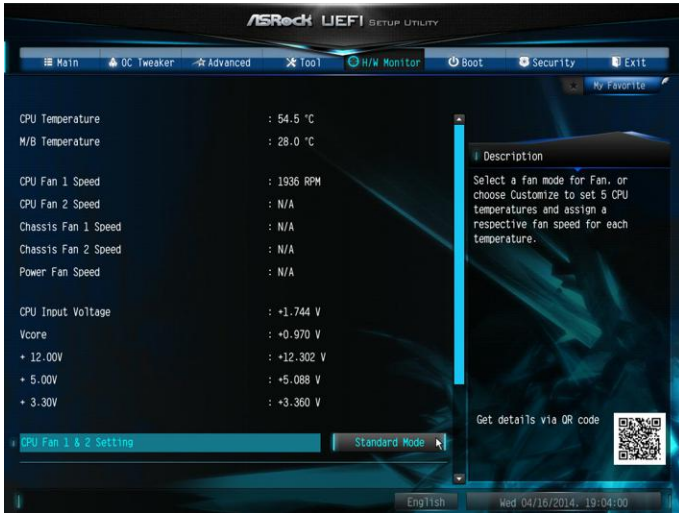 ASRock UEFI SETUP UTILITY
Main OC Tweaker Advanced Tool H/W Monitor Boot Security Exit
My Favorite
CPU Temperature : 54.5 °C
M/B Temperature : 28.0 °C
CPU Fan 1 Speed : 1936 RPM
CPU Fan 2 Speed : N/A
Chassis Fan 1 Speed : N/A
Chassis Fan 2 Speed : N/A
Power Fan Speed : N/A
CPU Input Voltage : +1.744 V
Vcore : +0.970 V
+ 12.00V : +12.302 V
+ 5.00V : +5.088 V
+ 3.30V : +3.360 V
CPU Fan 1 & 2 Setting Standard Mode
Description
Select a fan mode for Fan. or
choose Customize to set 5 CPU
temperatures and assign a
respective fan speed for each
temperature.
Get details via QR code
English Wed 04/16/2014. 19:04:00